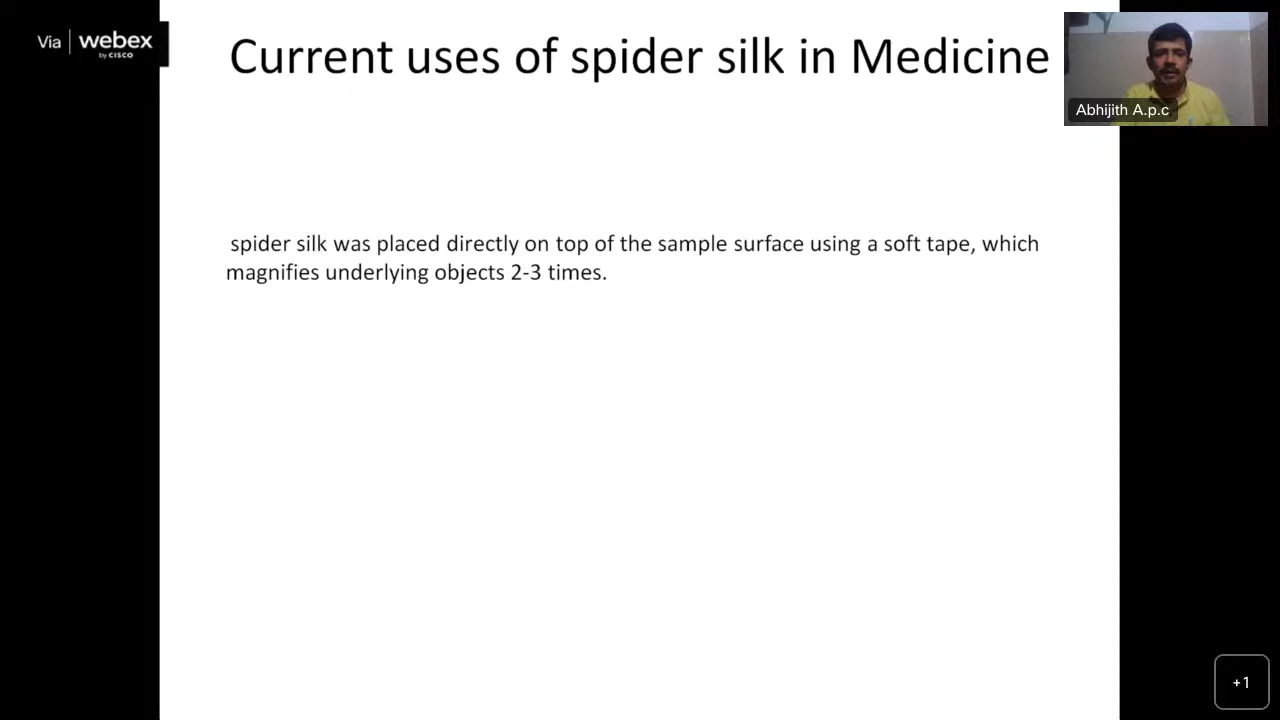 Via webex
by CISCO
Current uses of spider silk in Medicine
Abhijith A.p.c
spider silk was placed directly on top of the sample surface using a soft tape, which
magnifies underlying objects 2-3 times.
+1